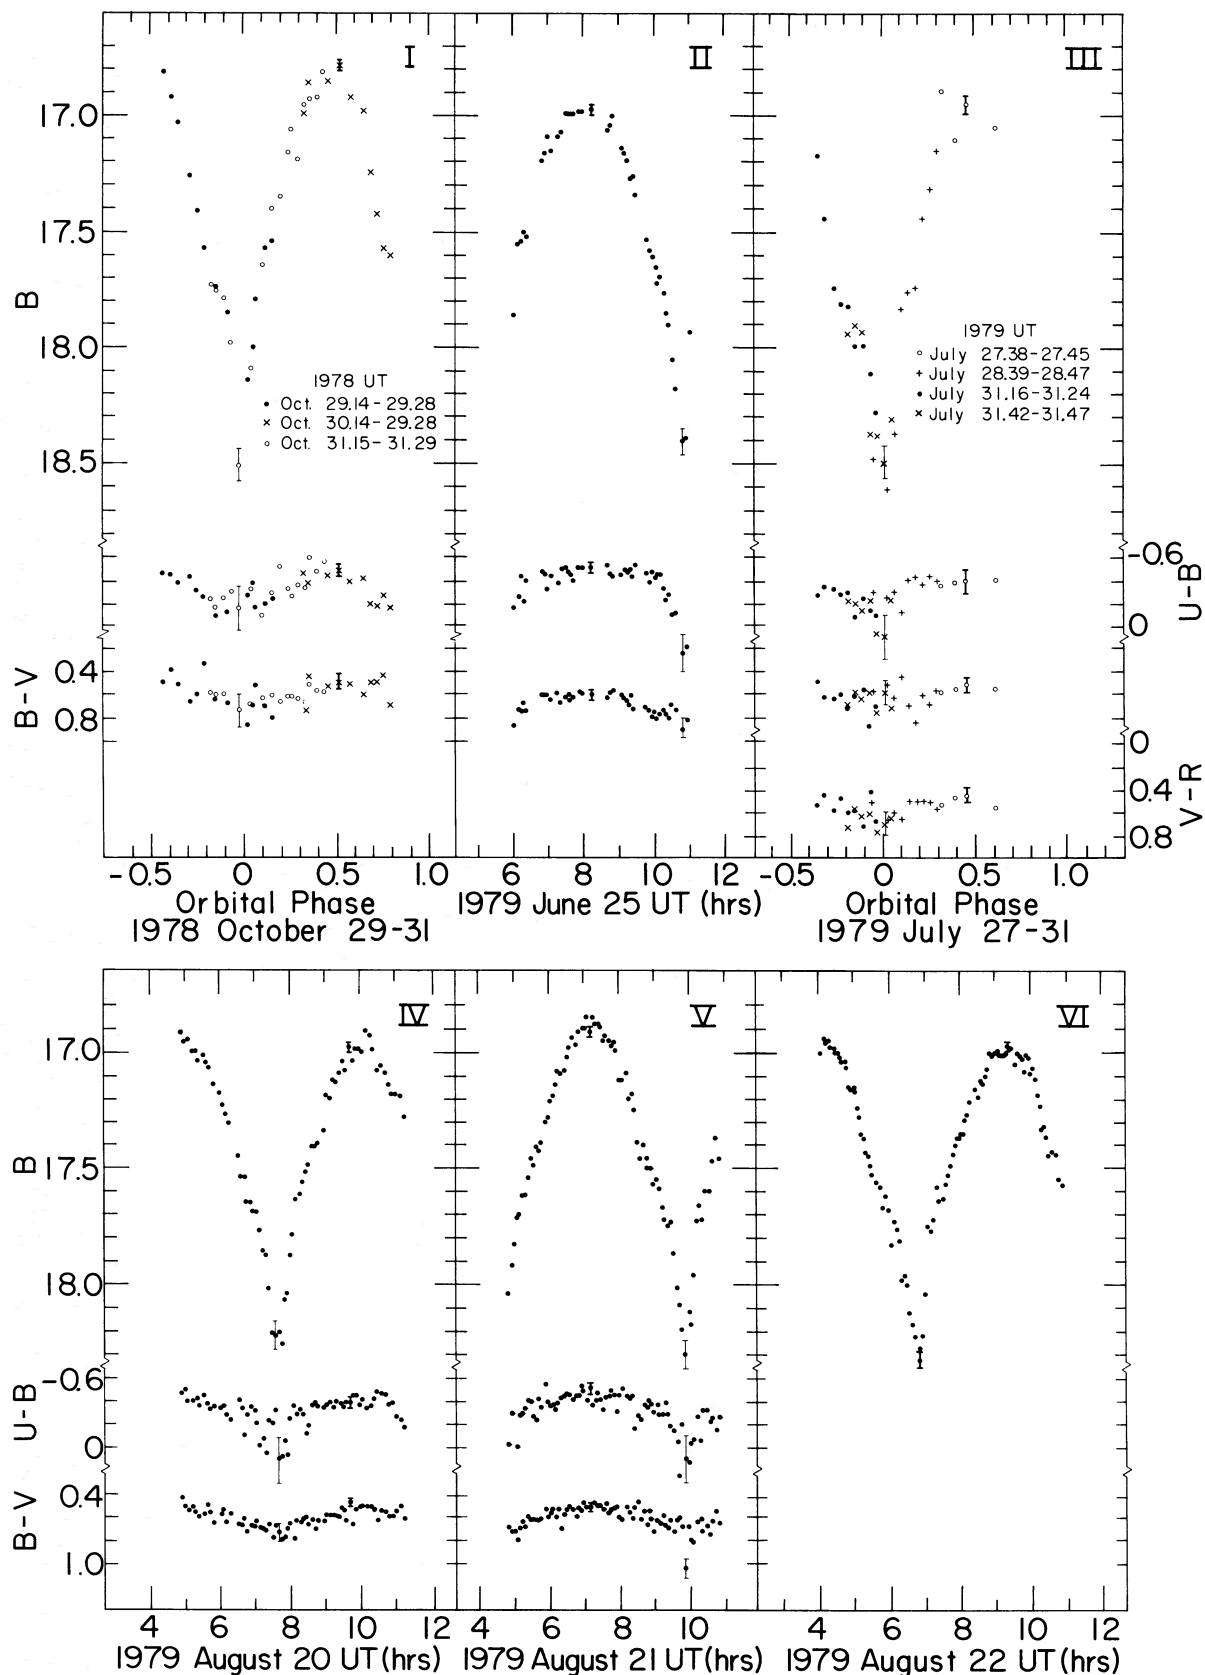 I
II
III
17.0
17.5
18.0
18.5
B
1978 UT
• Oct. 29.14-29.28
× Oct. 30.14-29.28
○ Oct. 31.15-31.29
1979 UT
○ July 27.38-27.45
+ July 28.39-28.47
• July 31.16-31.24
× July 31.42-31.47
-0.6
0
U-B
0.4
0.8
B-V
0
0.4
0.8
V-R
-0.5 0 0.5 1.0
Orbital Phase
1978 October 29-31
6 8 10 12
1979 June 25 UT (hrs)
-0.5 0 0.5 1.0
Orbital Phase
1979 July 27-31
IV
V
VI
17.0
17.5
18.0
B
-0.6
0
U-B
0.4
1.0
B-V
4 6 8 10 12
1979 August 20 UT (hrs)
4 6 8 10
1979 August 21 UT (hrs)
4 6 8 10 12
1979 August 22 UT (hrs)